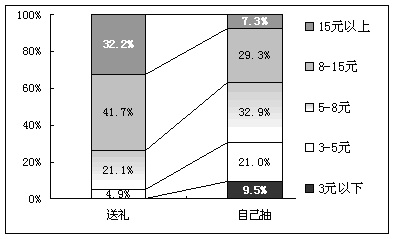 100%
80%
60%
40%
20%
0%
32.2%
41.7%
21.1%
4.9%
7.3%
29.3%
32.9%
21.0%
9.5%
送礼
自己抽
15元以上
8-15元
5-8元
3-5元
3元以下